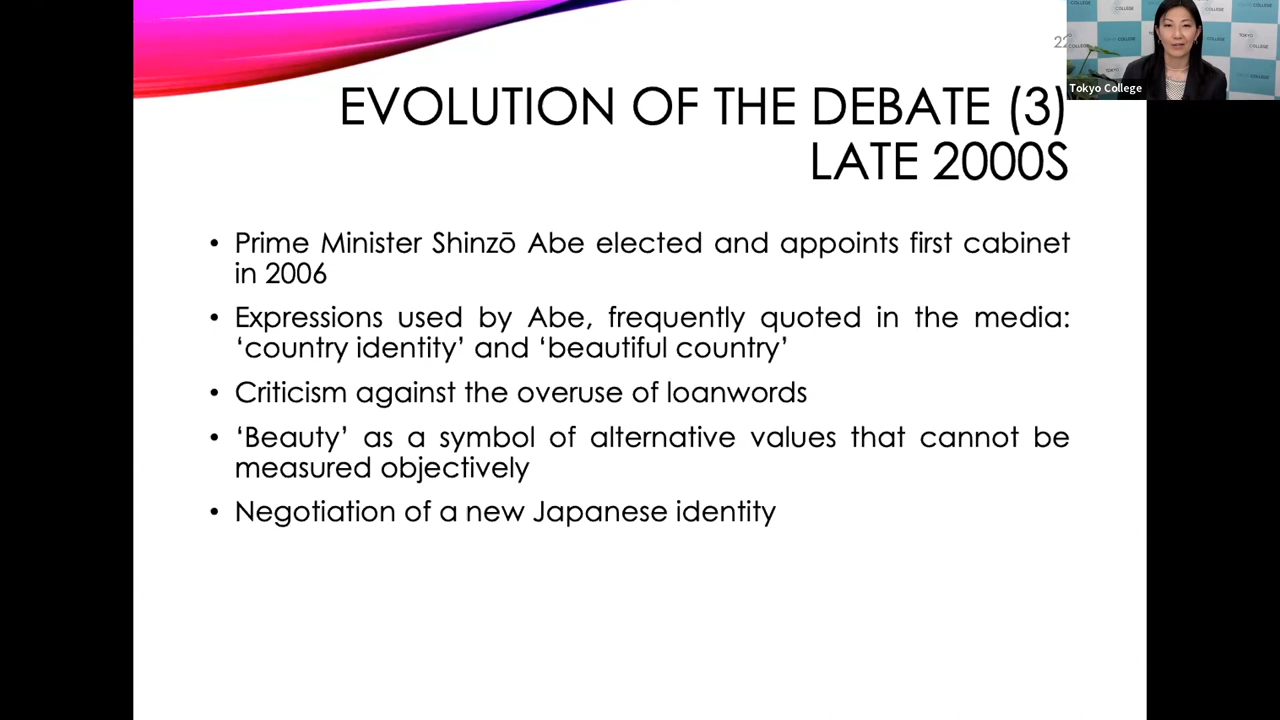 EVOLUTION OF THE DEBATE (3)
LATE 2000S
• Prime Minister Shinzō Abe elected and appoints first cabinet
in 2006
• Expressions used by Abe, frequently quoted in the media:
‘country identity’ and ‘beautiful country’
• Criticism against the overuse of loanwords
• ‘Beauty’ as a symbol of alternative values that cannot be
measured objectively
• Negotiation of a new Japanese identity
Tokyo College